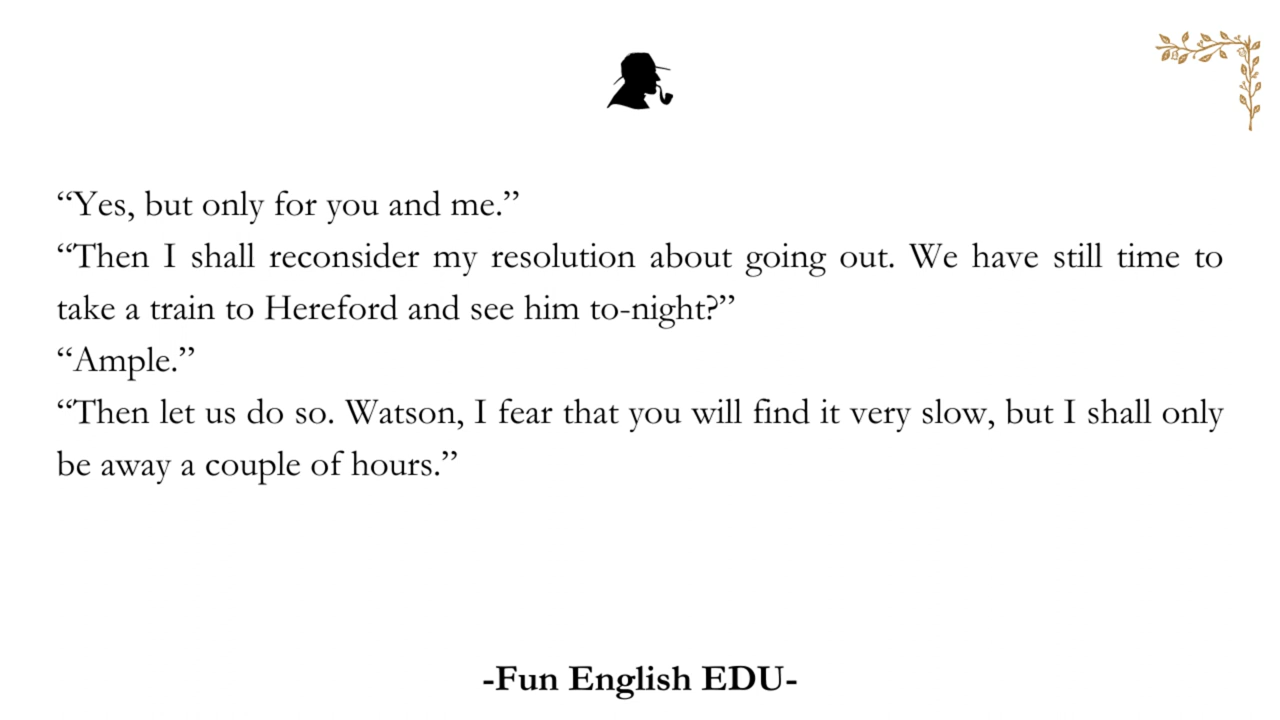 “Yes, but only for you and me.”
“Then I shall reconsider my resolution about going out. We have still time to
take a train to Hereford and see him to-night?”
“Ample.”
“Then let us do so. Watson, I fear that you will find it very slow, but I shall only
be away a couple of hours.”
-Fun English EDU-